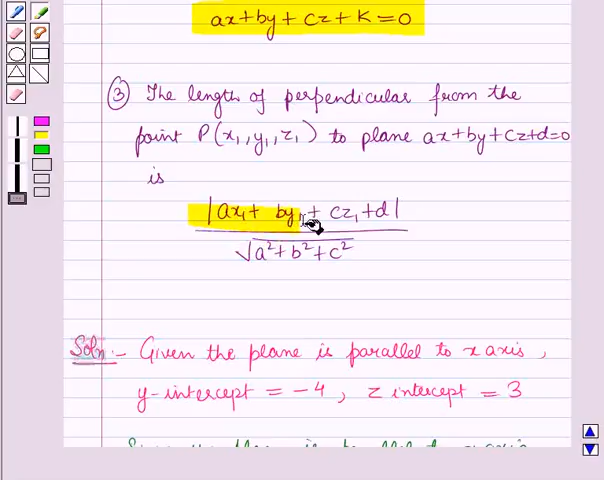 ax+by+cz+k=0
③ The length of perpendicular from the
point P(x₁,y₁,z₁) to plane ax+by+cz+d=0
is
|ax₁+ by₁+ cz₁+d|
√a²+b²+c²
Soln:- Given the plane is parallel to x axis,
y-intercept = -4, z intercept = 3